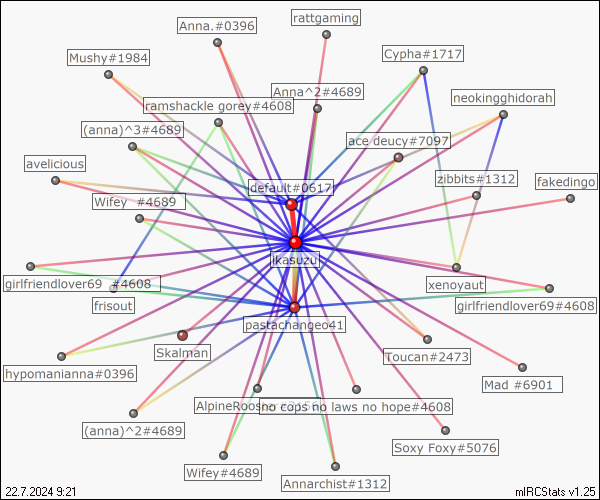 rattgaming
Anna.#0396
Cypha#1717
Mushy#1984
Anna^2#4689
neokingghidorah
ramshackle gorey#4608
(anna)^3#4689
ace deucy#7097
avelicious
zibbits#1312
default#0617
fakedingo
Wifey #4689
ikasuzu
girlfriendlover69 #4608
xenoyaut
frisout
girlfriendlover69#4608
pastachangeo41
Skalman
Toucan#2473
hypomanianna#0396
Mad #6901
no cops no laws no hope#4608
(anna)^2#4689
Soxy Foxy#5076
Wifey#4689
Annarchist#1312
22.7.2024 9:21
mIRCStats v1.25